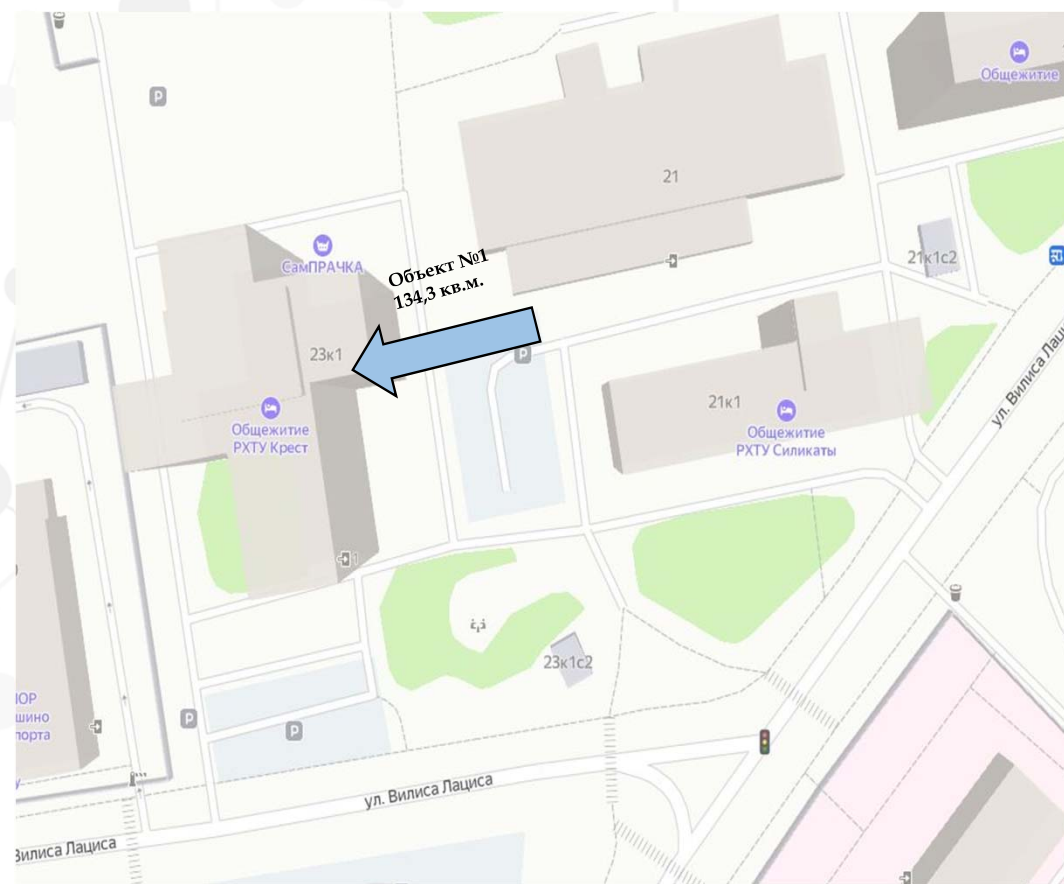 Общежитие
21
21к1с2
СамПРАЧКА
Объект №1
134,3 кв.м.
23к1
P
P
Общежитие
РХТУ Крест
21к1
Общежитие
РХТУ Силикаты
ул. Вилиса Лаци
1
23к1с2
шино
порта
P
P
ул. Вилиса Лациса
Вилиса Лациса